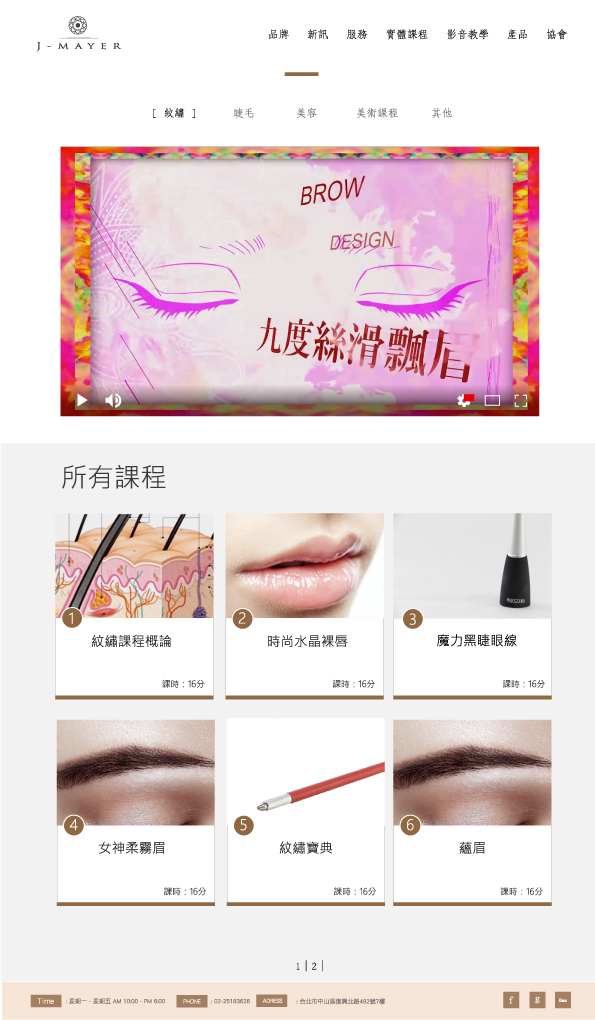 J-MAYER
品牌 新訊 服務 實體課程 影音教學 產品 協會
[ 紋繡 ] 睫毛 美容 美術課程 其他
BROW
DESIGN
九度絲滑飄眉
所有課程
1 紋繡課程概論
課時：16分
2 時尚水晶裸唇
課時：16分
3 魔力黑睫眼線
課時：16分
4 女神柔霧眉
課時：16分
5 紋繡寶典
課時：16分
6 蘊眉
課時：16分
1 | 2 |
Time : 星期一 - 星期五 AM 10:00 - PM 6:00 PHONE : 02-25183626 ADRESS : 台北市中山區復興北路492號7樓
f g